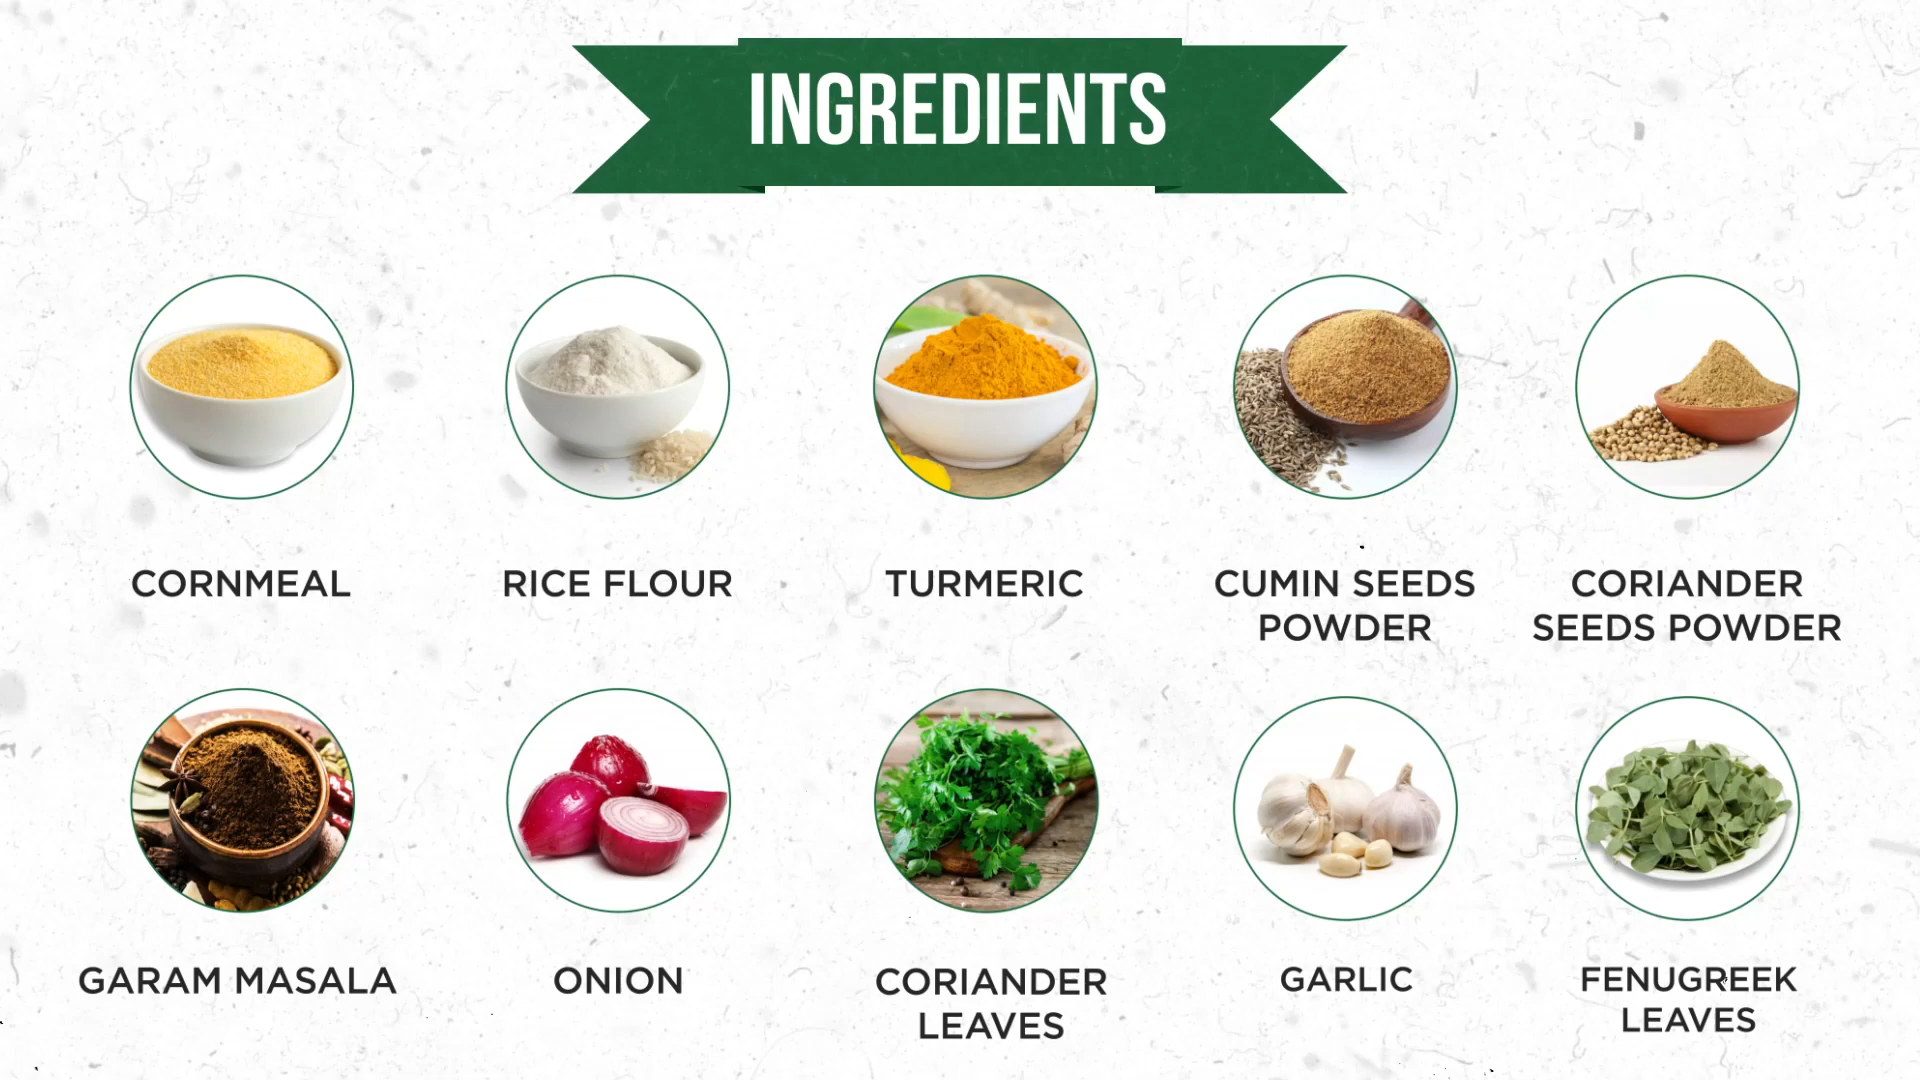 INGREDIENTS
CORNMEAL
RICE FLOUR
TURMERIC
CUMIN SEEDS
POWDER
CORIANDER
SEEDS POWDER
GARAM MASALA
ONION
CORIANDER
LEAVES
GARLIC
FENUGREEK
LEAVES